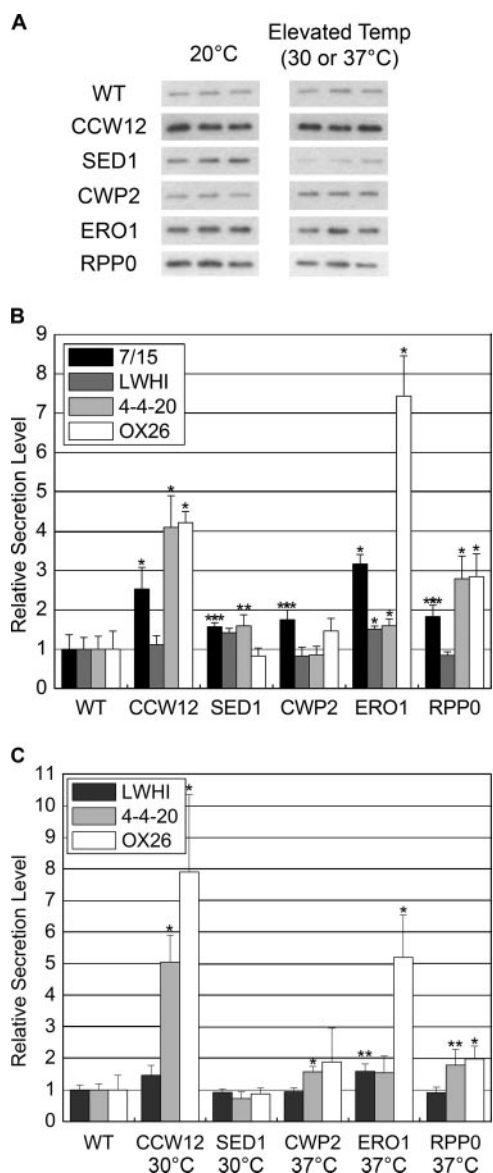 A
20°C
Elevated Temp
(30 or 37°C)
WT
CCW12
SED1
CWP2
ERO1
RPP0
B
Relative Secretion Level
9
8
7
6
5
4
3
2
1
0
7/15
LWHI
4-4-20
OX26
* * * *** ** *** * * * * *** * *
WT CCW12 SED1 CWP2 ERO1 RPP0
C
Relative Secretion Level
11
10
9
8
7
6
5
4
3
2
1
0
LWHI
4-4-20
OX26
* * * ** * ** *
WT CCW12 SED1 CWP2 ERO1 RPP0
30°C 30°C 37°C 37°C 37°C